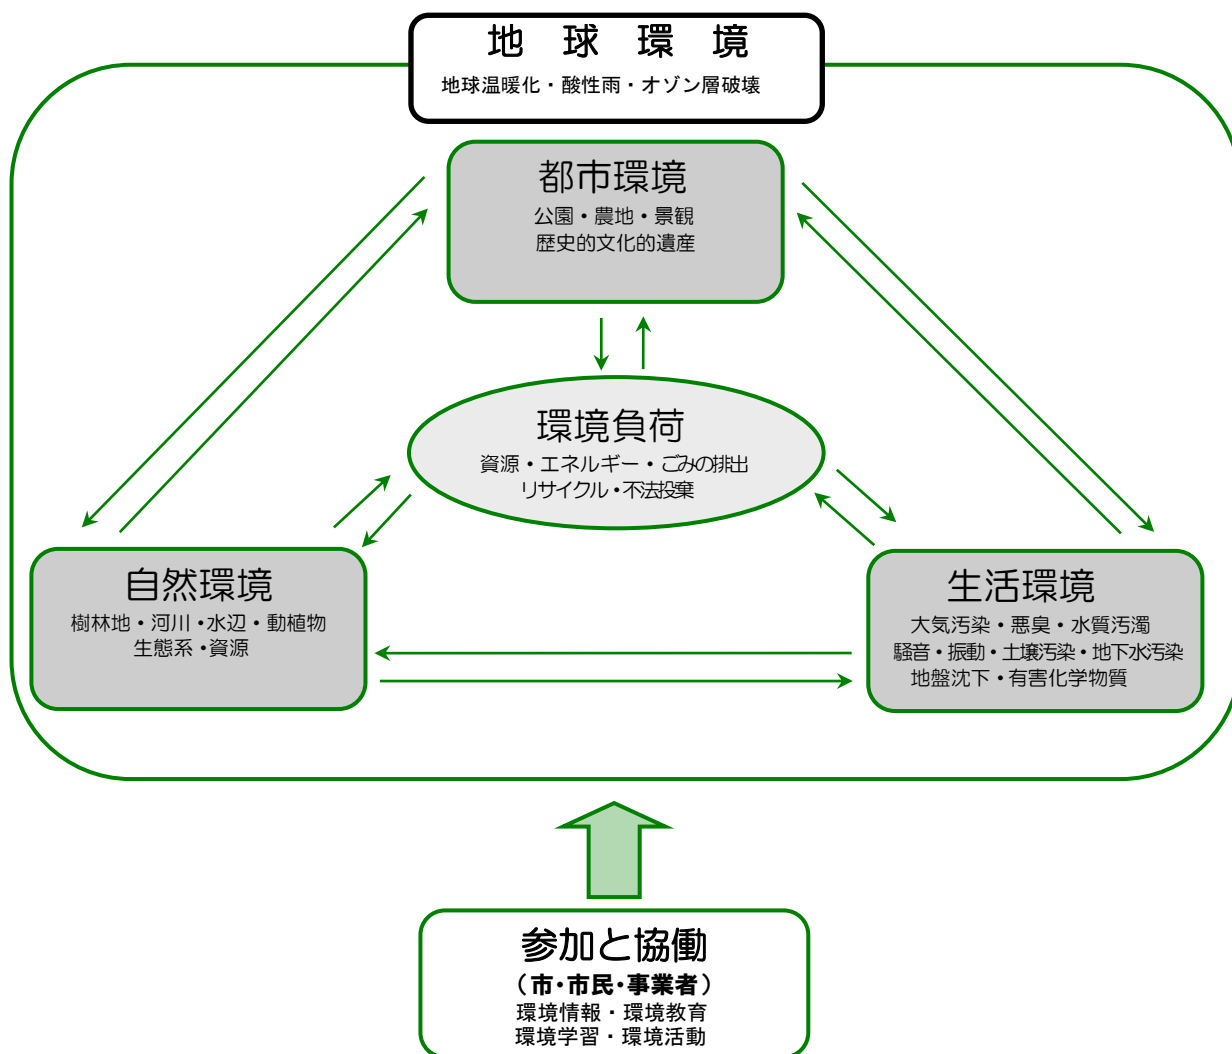 地球環境
地球温暖化・酸性雨・オゾン層破壊
都市環境
公園・農地・景観
歴史的文化的遺産
環境負荷
資源・エネルギー・ごみの排出
リサイクル・不法投棄
自然環境
樹林地・河川・水辺・動植物
生態系・資源
生活環境
大気汚染・悪臭・水質汚濁
騒音・振動・土壌汚染・地下水汚染
地盤沈下・有害化学物質
参加と協働
（市・市民・事業者）
環境情報・環境教育
環境学習・環境活動